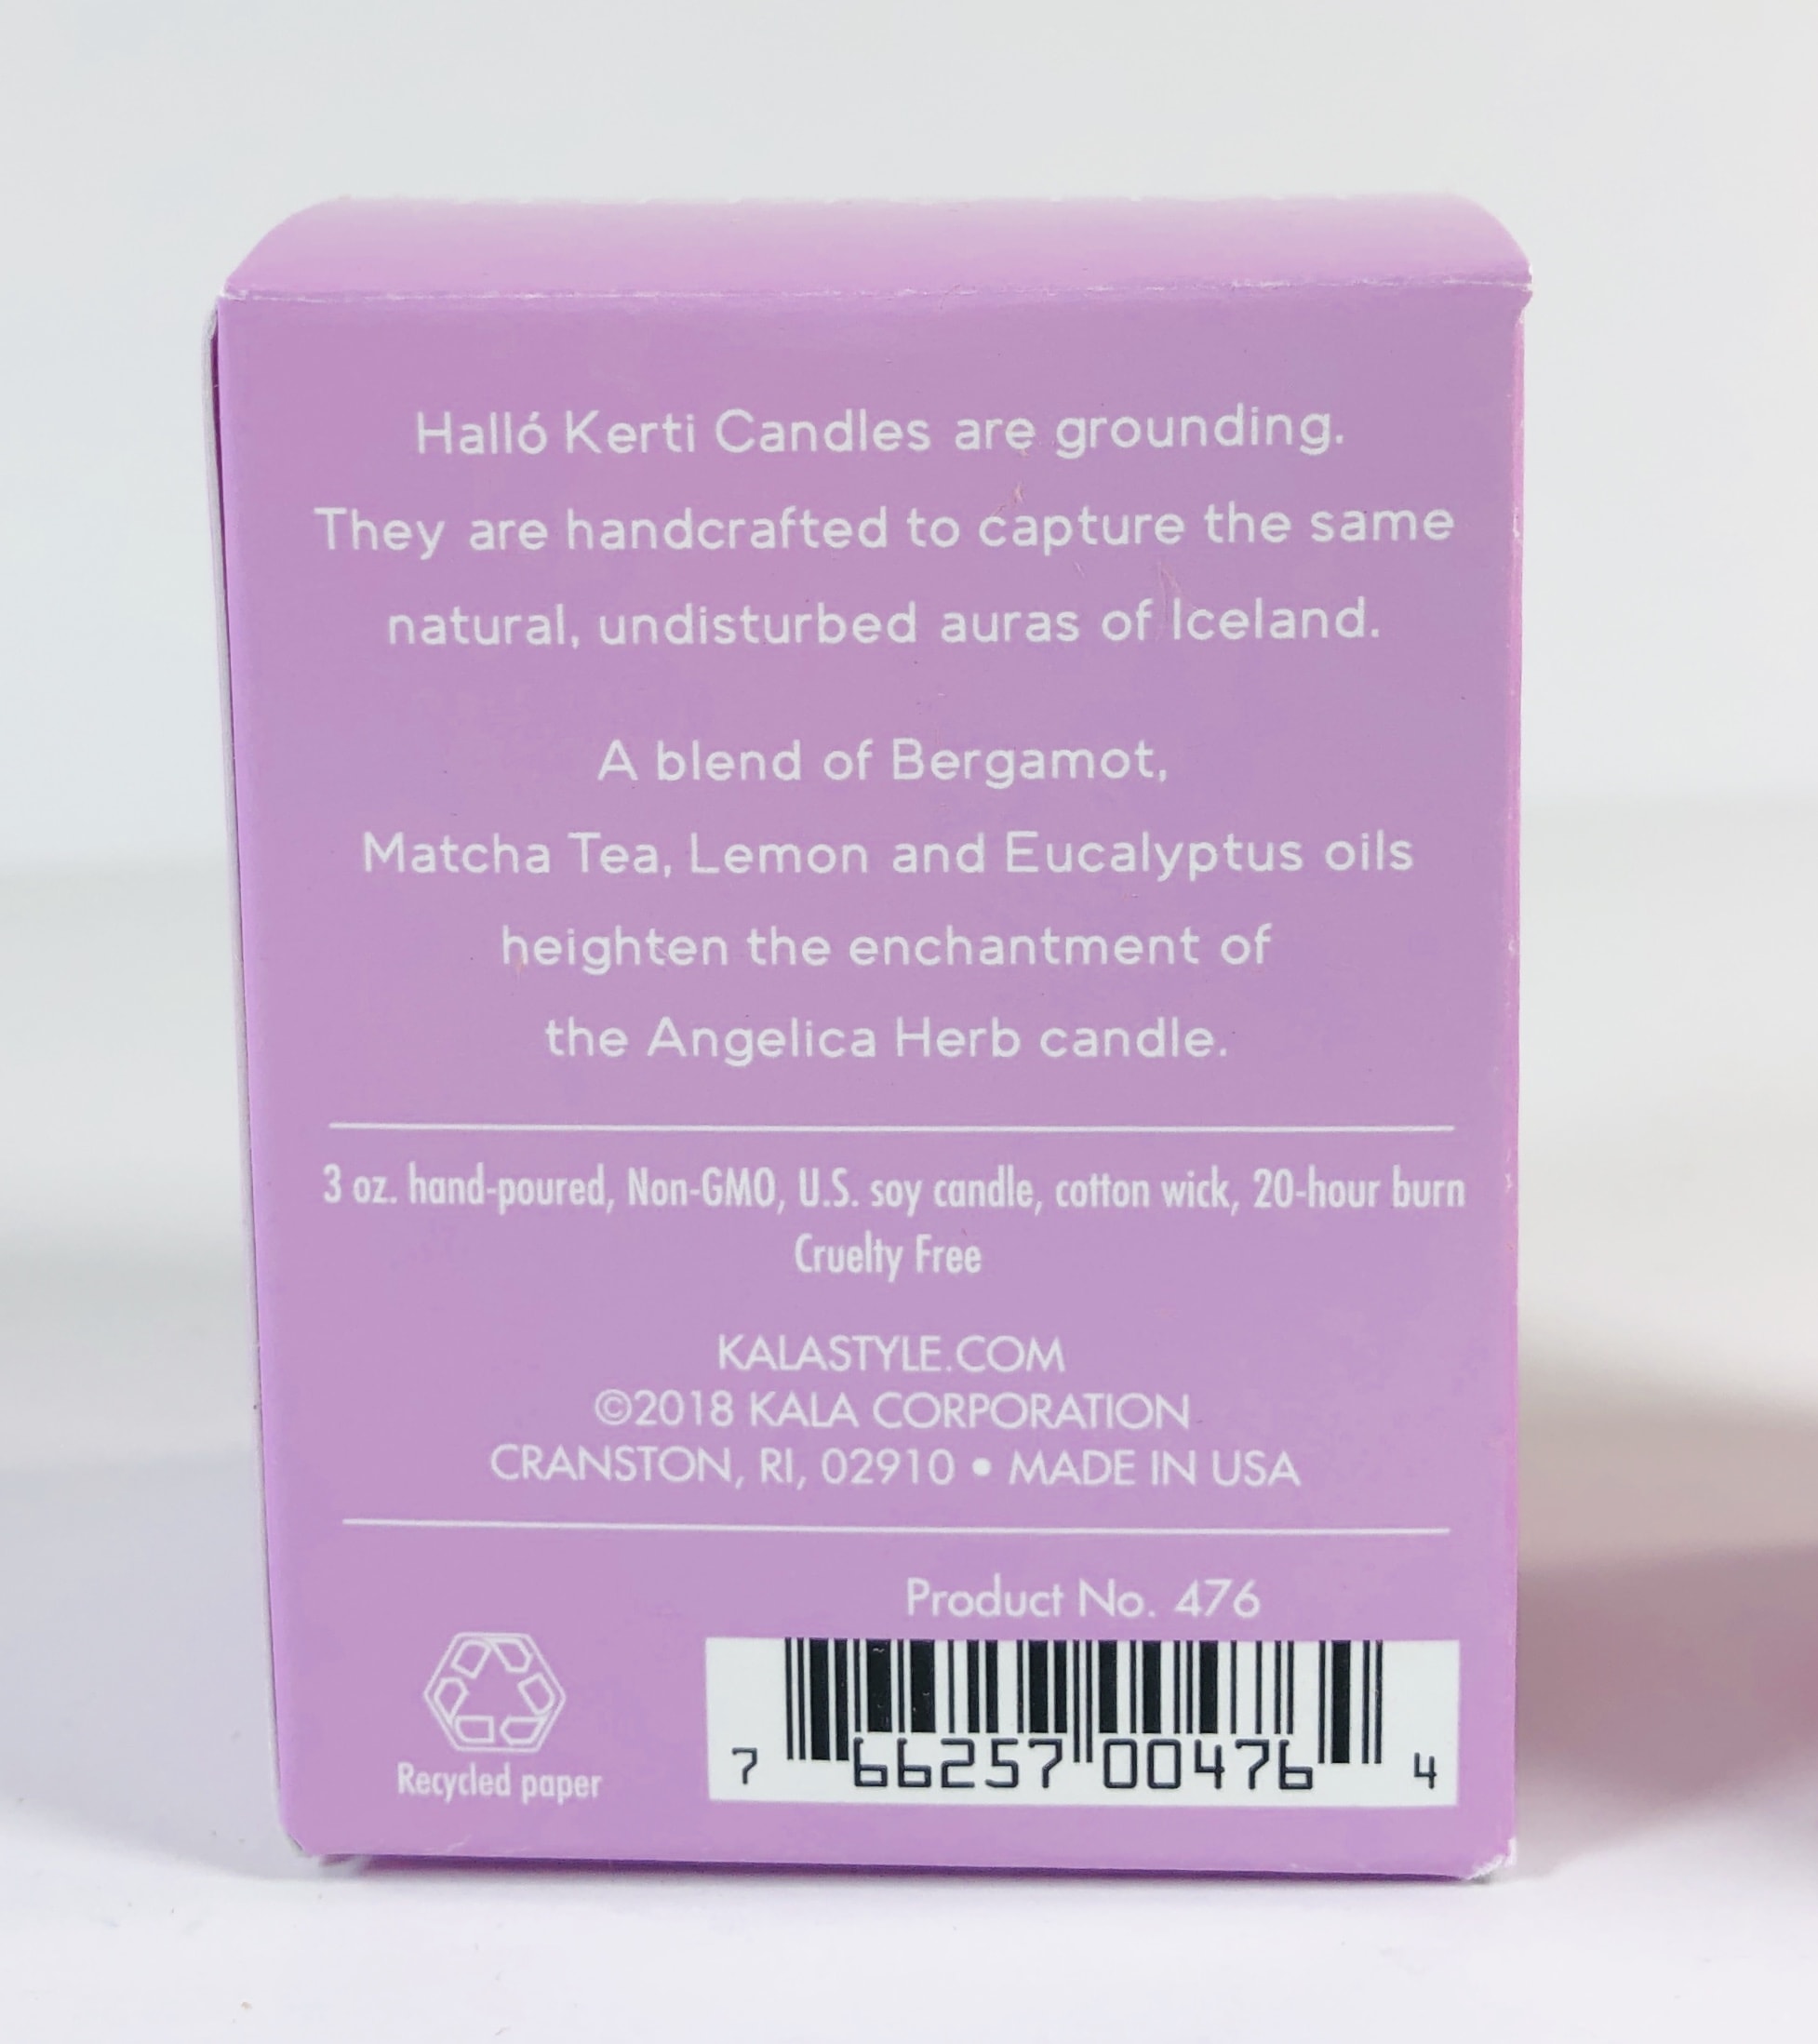 Halló Kerti Candles are grounding.
They are handcrafted to capture the same
natural, undisturbed auras of Iceland.
A blend of Bergamot,
Matcha Tea, Lemon and Eucalyptus oils
heighten the enchantment of
the Angelica Herb candle.
3 oz. hand-poured, Non-GMO, U.S. soy candle, cotton wick, 20-hour burn
Cruelty Free
KALASTYLE.COM
©2018 KALA CORPORATION
CRANSTON, RI, 02910 • MADE IN USA
Product No. 476
Recycled paper
7 66257 00476 4